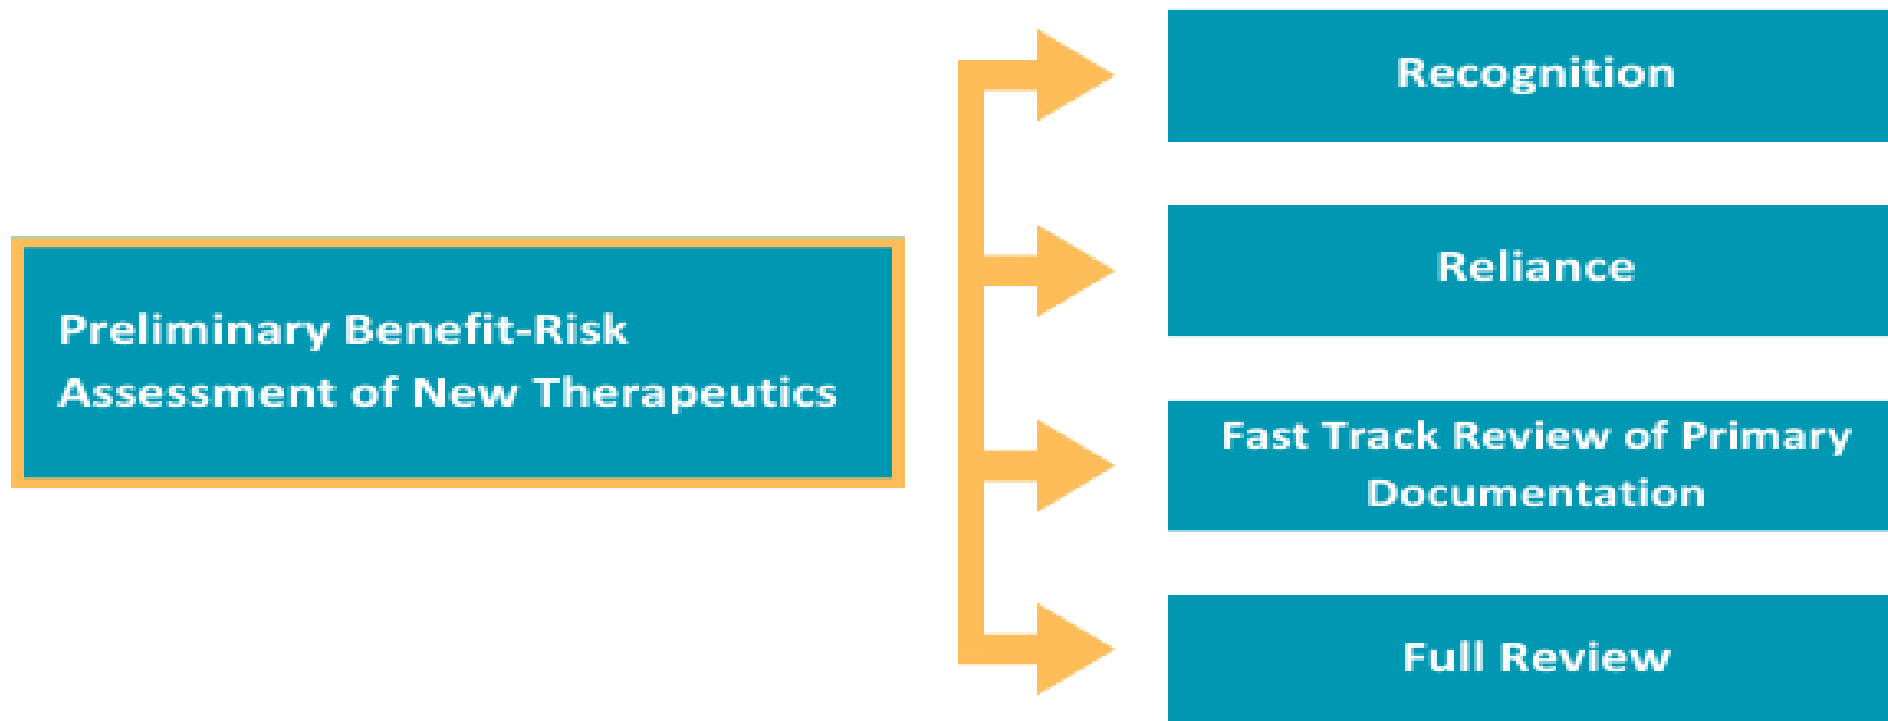 Recognition
Reliance
Preliminary Benefit-Risk
Assessment of New Therapeutics
Fast Track Review of Primary
Documentation
Full Review